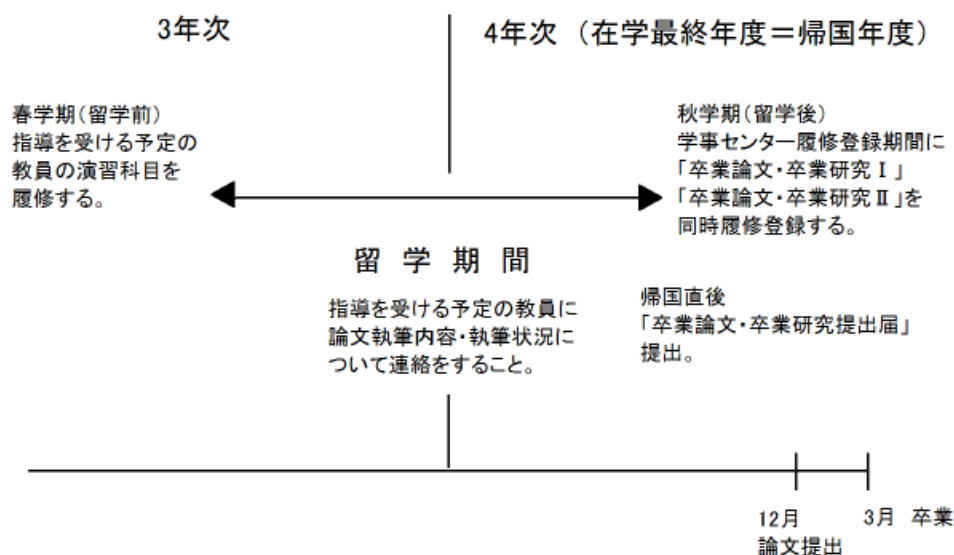 3年次
4年次 (在学最終年度＝帰国年度)
春学期(留学前)
指導を受ける予定の
教員の演習科目を
履修する。
秋学期(留学後)
学事センター履修登録期間に
「卒業論文・卒業研究Ⅰ」
「卒業論文・卒業研究Ⅱ」を
同時履修登録する。
留学期間
指導を受ける予定の教員に
論文執筆内容・執筆状況に
ついて連絡をすること。
帰国直後
「卒業論文・卒業研究提出届」
提出。
12月
論文提出
3月 卒業